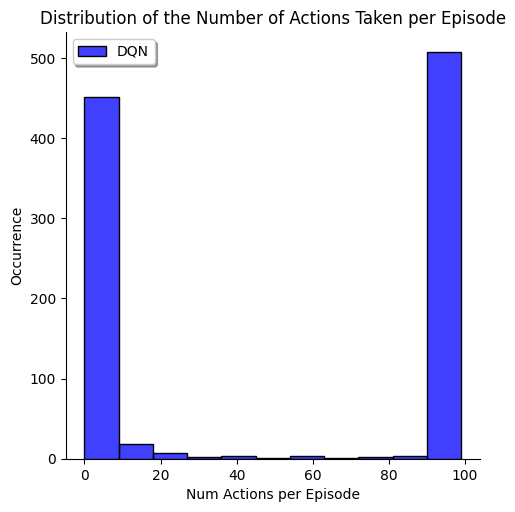 Distribution of the Number of Actions Taken per Episode
DQN
500
400
300
200
100
0
Occurrence
0 20 40 60 80 100
Num Actions per Episode